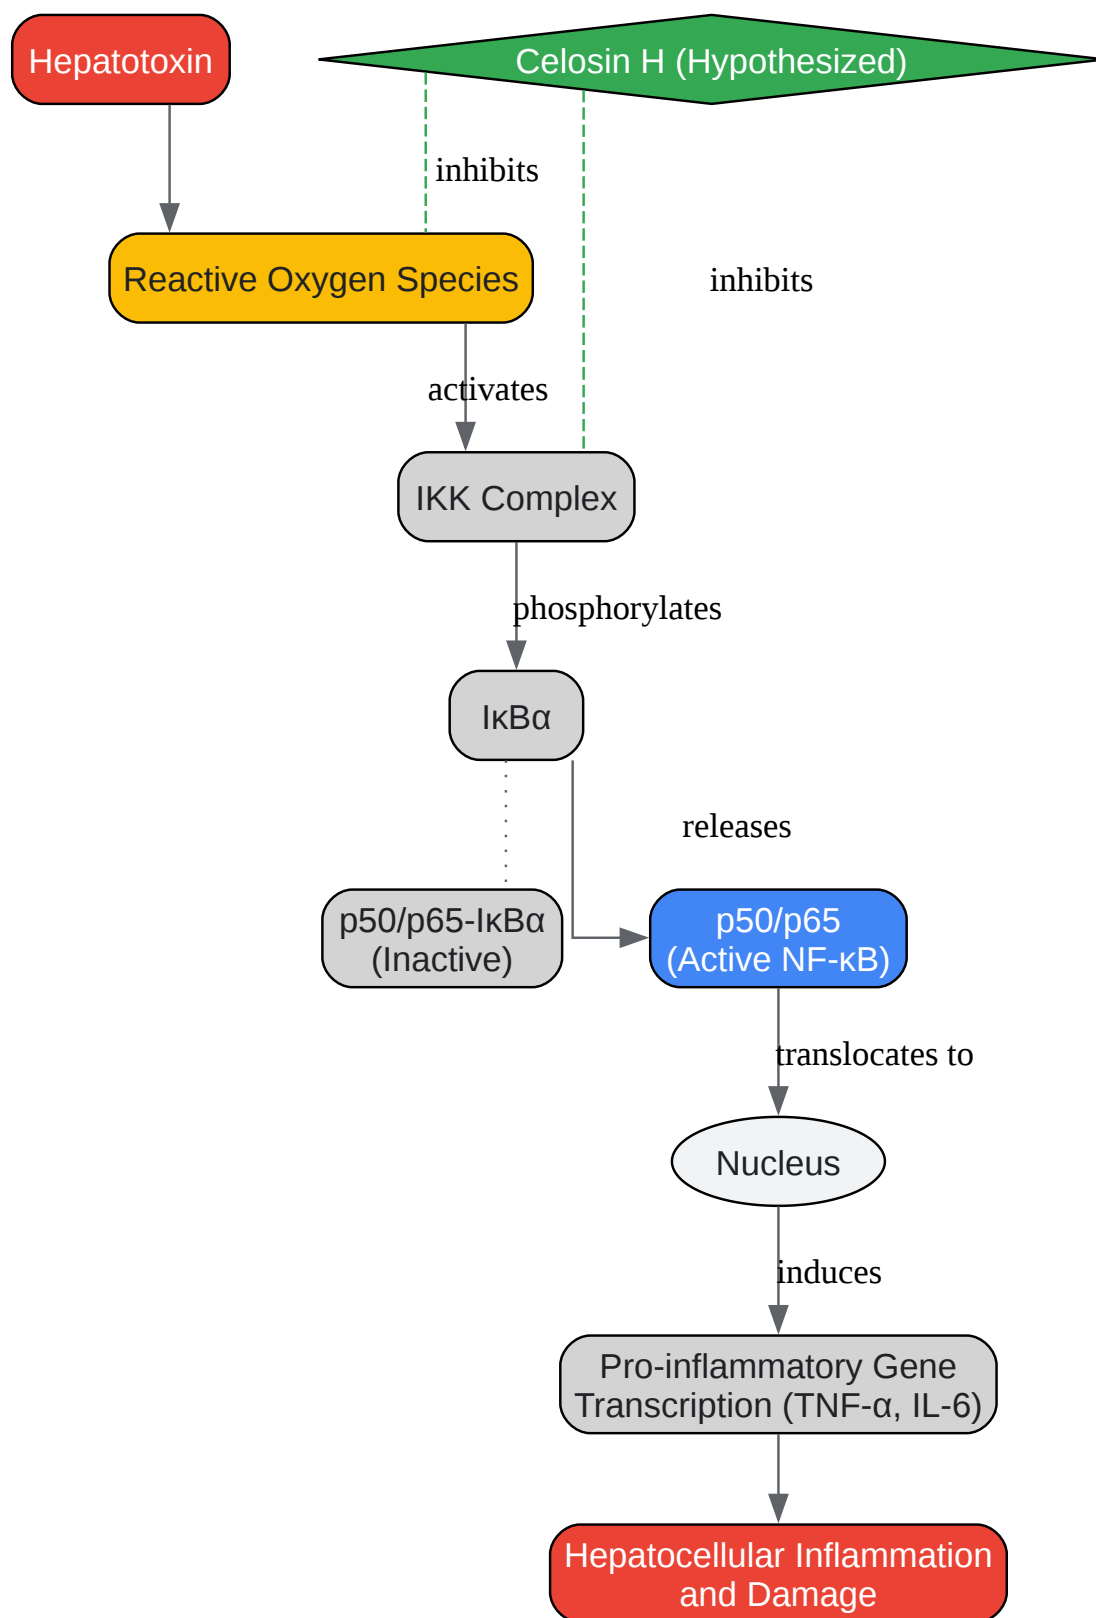 Hepatotoxin
Celosin H (Hypothesized)
inhibits
Reactive Oxygen Species
inhibits
activates
IKK Complex
phosphorylates
IκBα
releases
p50/p65-IκBα
(Inactive)
p50/p65
(Active NF-κB)
translocates to
Nucleus
induces
Pro-inflammatory Gene
Transcription (TNF-α, IL-6)
Hepatocellular Inflammation
and Damage